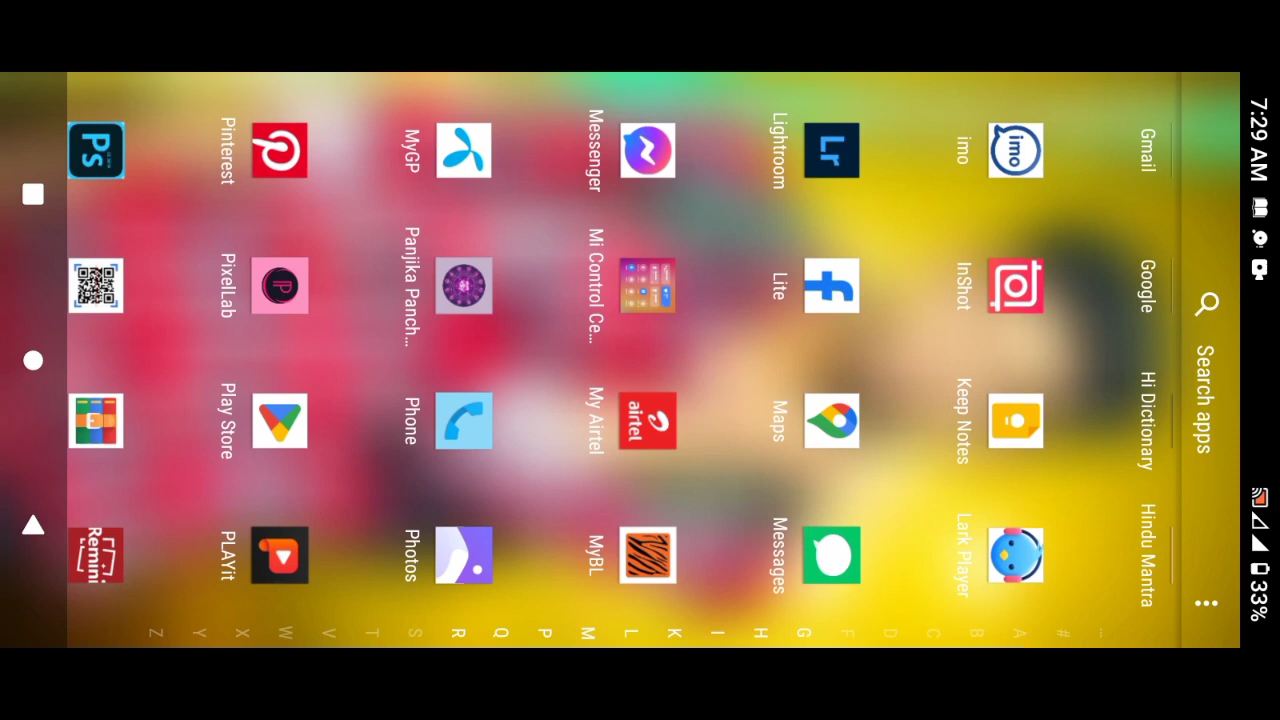 7:29 AM 33%
Search apps
Gmail Google Hi Dictionary Hindu Mantra
imo
imo InShot Keep Notes Lark Player
Lr
Lightroom Lite Maps Messages
airtel
Messenger Mi Control Ce... My Airtel MyBL
MyGP Panjika Panch... Phone Photos
Pinterest PixelLab Play Store PLAYit
Ps Remini
...
#
A
B
C
D
F
G
H
I
K
L
M
P
Q
R
S
T
V
W
X
Y
Z